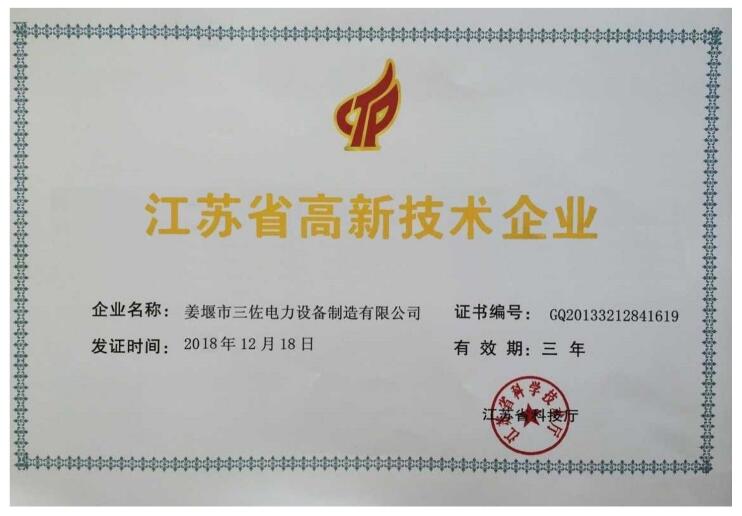 CTP
江苏省高新技术企业
企业名称：姜堰市三佐电力设备制造有限公司
证书编号：GQ20133212841619
发证时间：2018年12月18日
有效期：三年
江苏省科技厅
江苏省科学技术厅